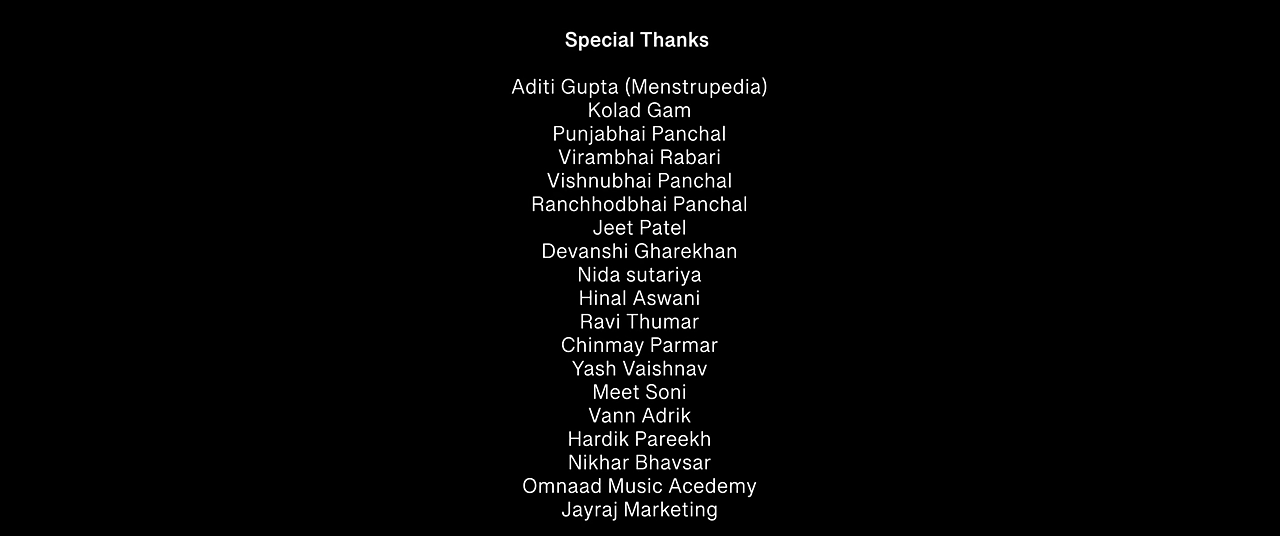 Special Thanks
Aditi Gupta (Menstrupedia)
Kolad Gam
Punjabhai Panchal
Virambhai Rabari
Vishnubhai Panchal
Ranchhodbhai Panchal
Jeet Patel
Devanshi Gharekhan
Nida sutariya
Hinal Aswani
Ravi Thumar
Chinmay Parmar
Yash Vaishnav
Meet Soni
Vann Adrik
Hardik Pareekh
Nikhar Bhavsar
Omnaad Music Acedemy
Jayraj Marketing